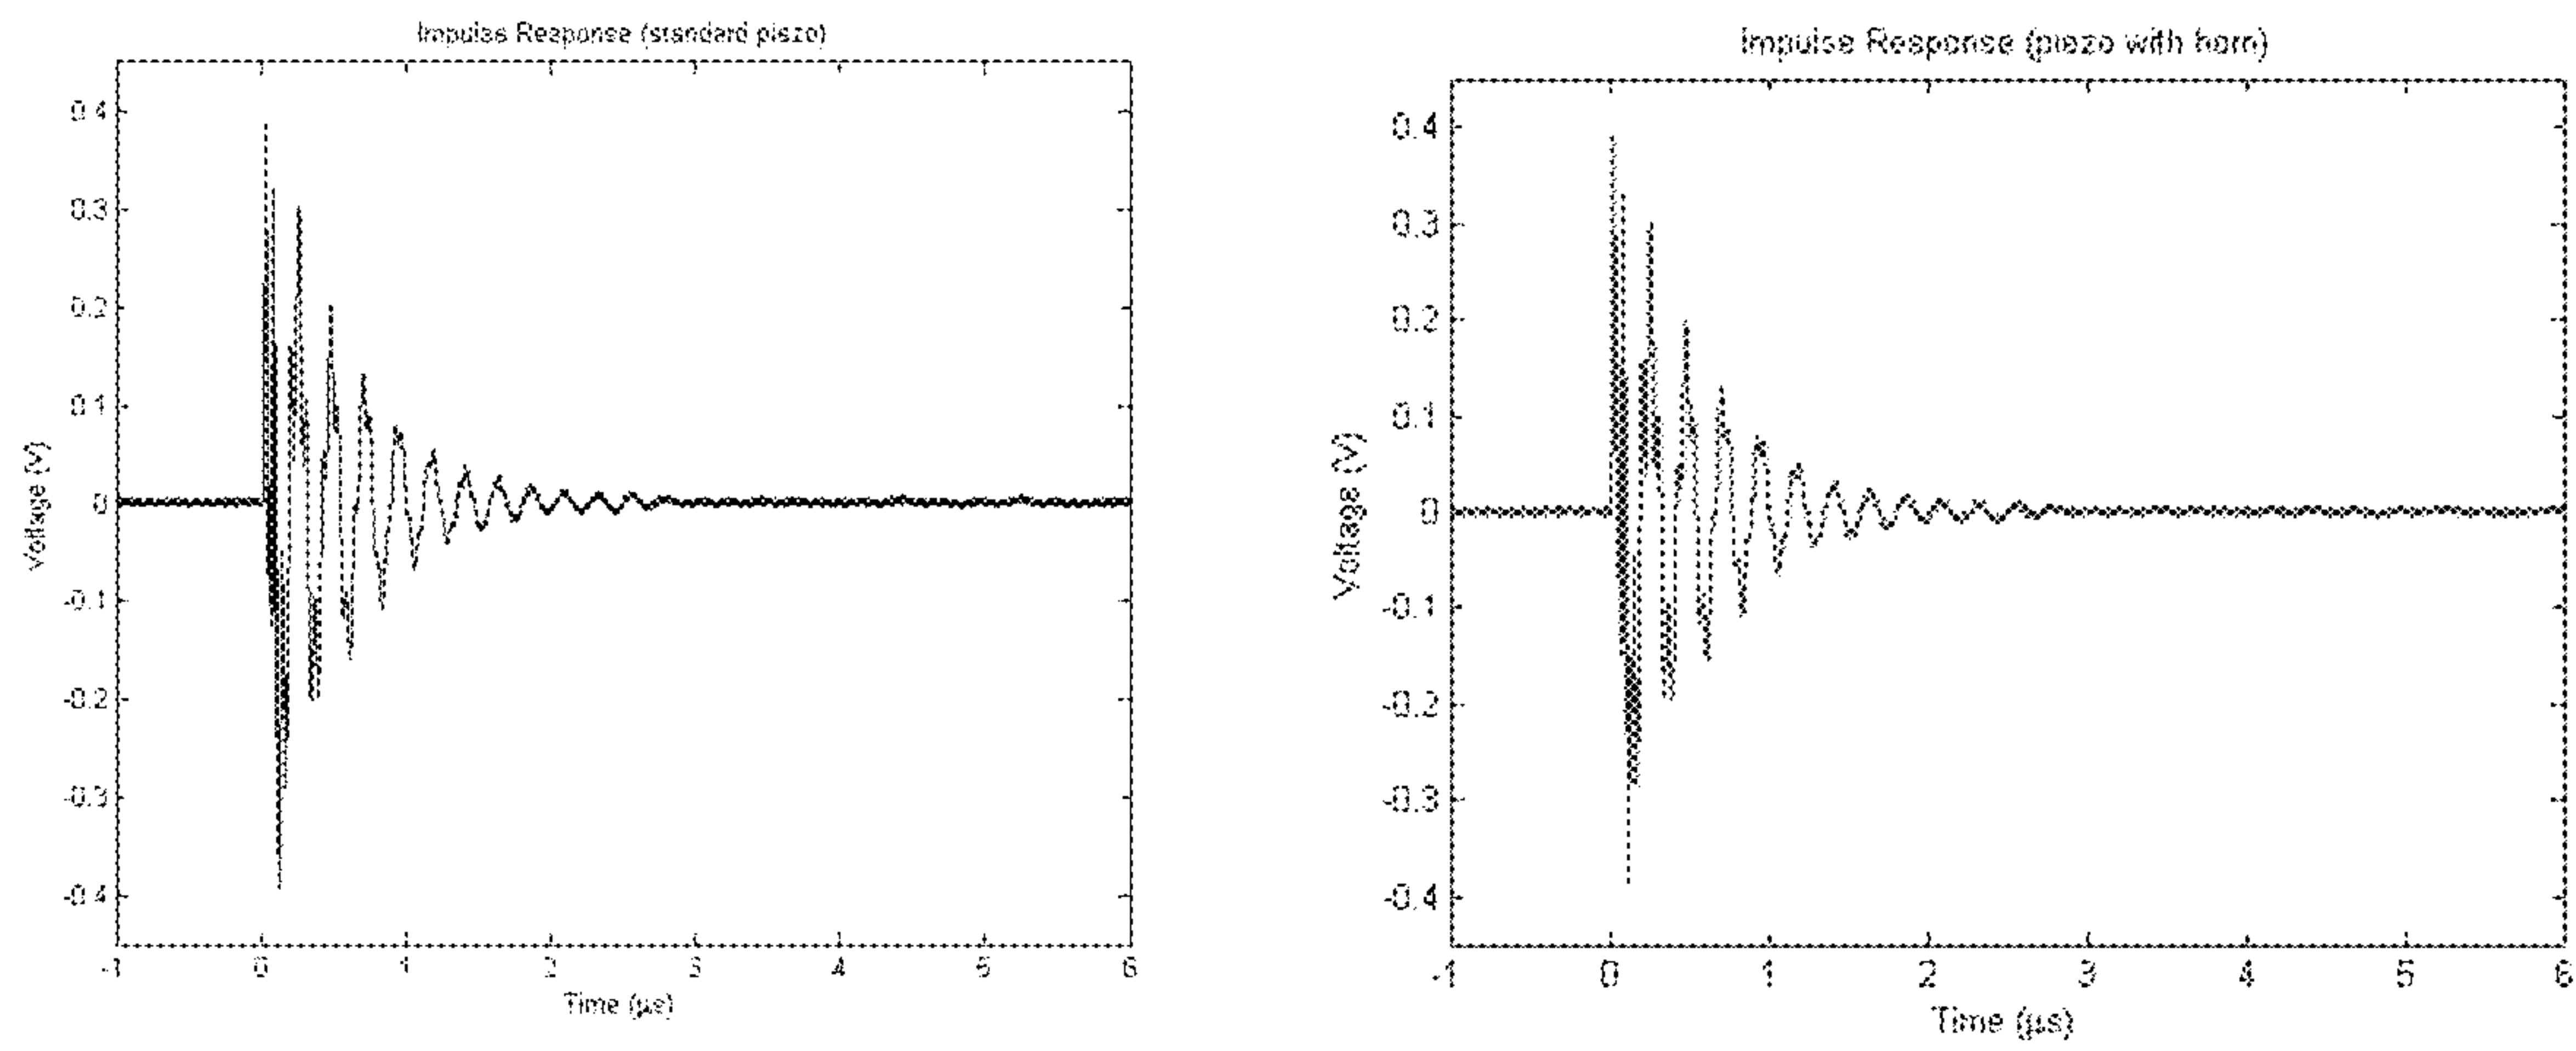 Impulse Response (standard piezo)
0.4
0.3
0.2
0.1
0
-0.1
-0.2
-0.3
-0.4
Voltage (V)
-1 0 1 2 3 4 5 6
Time (µs)
Impulse Response (piezo with horn)
0.4
0.3
0.2
0.1
0
-0.1
-0.2
-0.3
-0.4
Voltage (V)
-1 0 1 2 3 4 5 6
Time (µs)